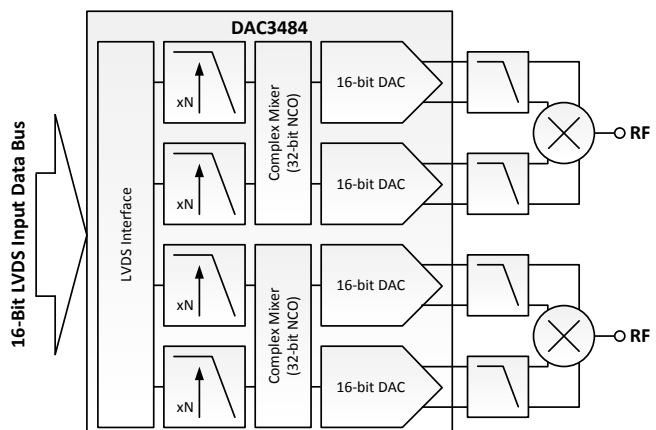 DAC3484
16-Bit LVDS Input Data Bus
LVDS Interface
xN
Complex Mixer
(32-bit NCO)
16-bit DAC
RF
xN
16-bit DAC
xN
Complex Mixer
(32-bit NCO)
16-bit DAC
RF
xN
16-bit DAC